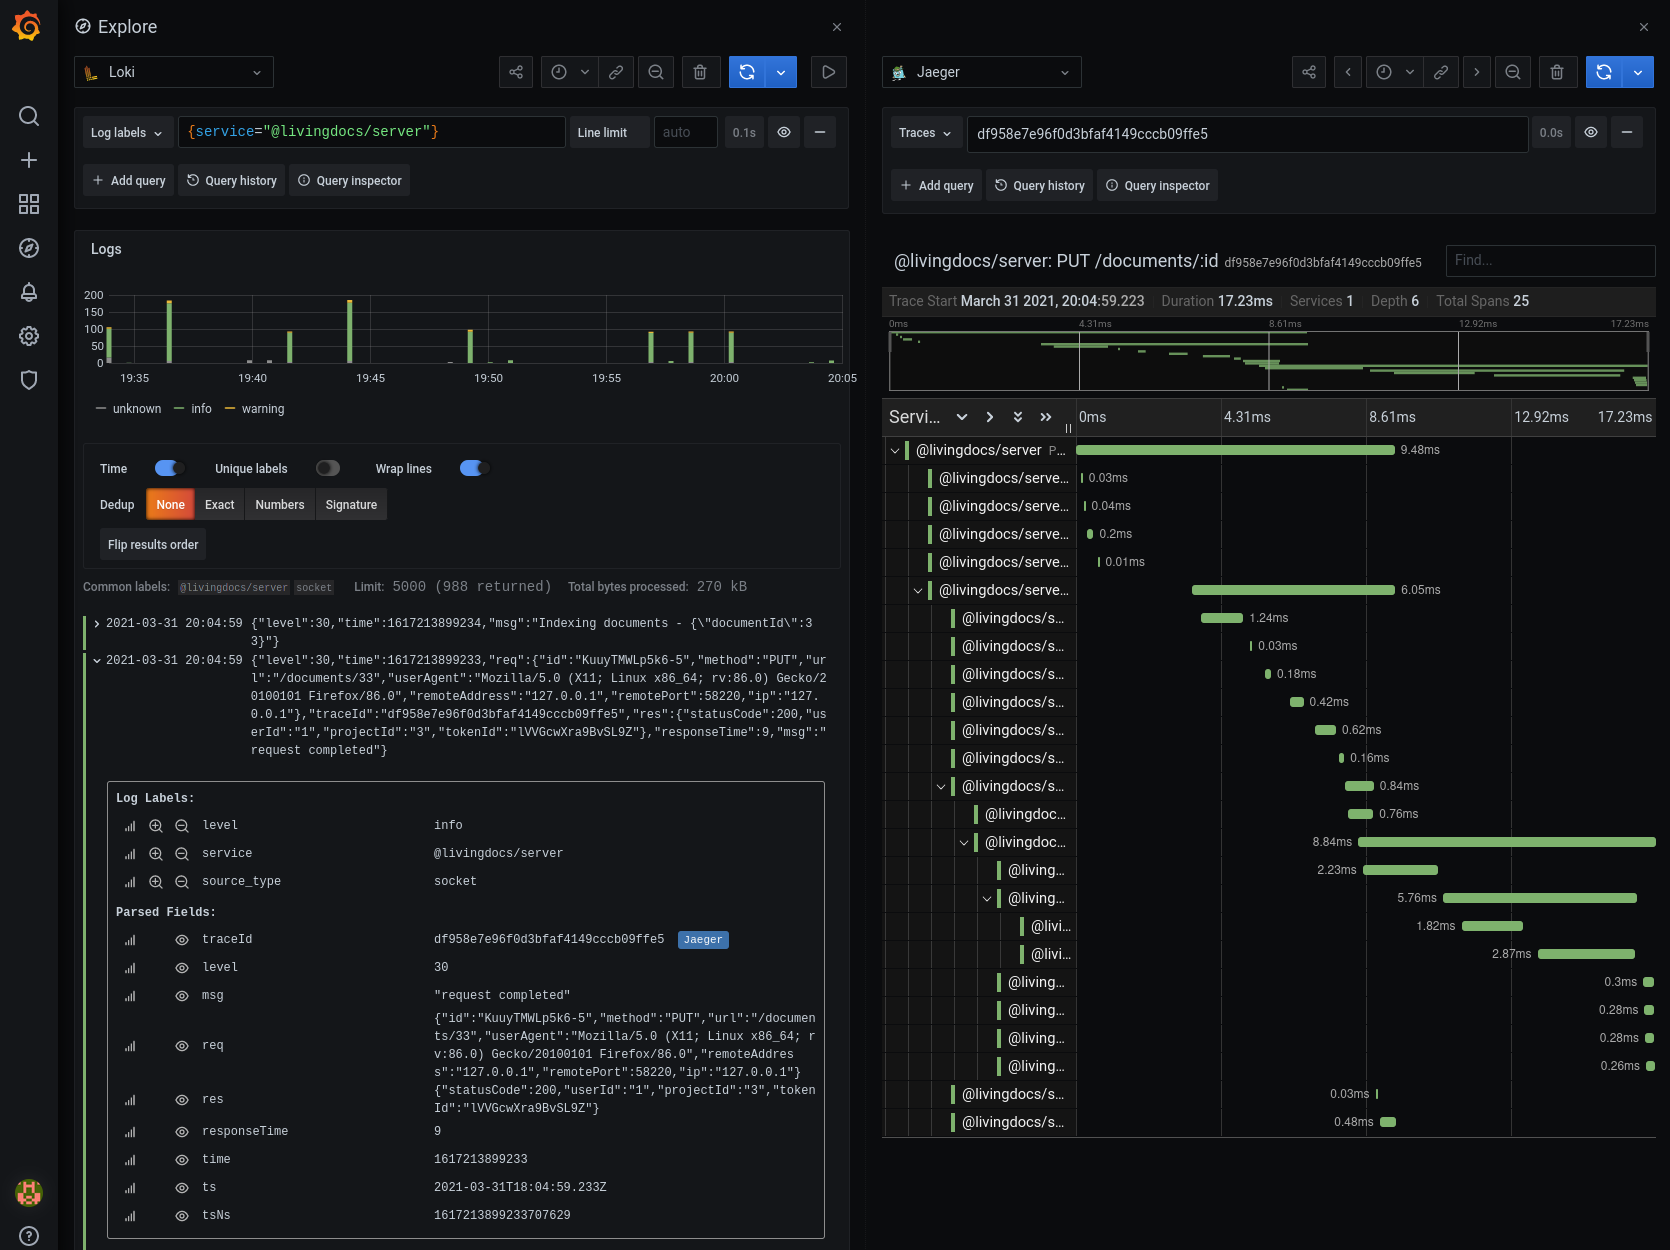 Explore
Loki
Log labels
{service="@livingdocs/server"}
Line limit
auto
0.1s
Add query
Query history
Query inspector
Logs
200
150
100
50
0
19:35
19:40
19:45
19:50
19:55
20:00
20:05
unknown
info
warning
Time
Unique labels
Wrap lines
Dedup
None
Exact
Numbers
Signature
Flip results order
Common labels: @livingdocs/server socket Limit: 5000 (988 returned) Total bytes processed: 270 kB
2021-03-31 20:04:59 {"level":30,"time":1617213899234,"msg":"Indexing documents - {\"documentId\":3
3}"}
2021-03-31 20:04:59 {"level":30,"time":1617213899233,"req":{"id":"KuuyTMWLp5k6-5","method":"PUT","ur
l":"/documents/33","userAgent":"Mozilla/5.0 (X11; Linux x86_64; rv:86.0) Gecko/2
0100101 Firefox/86.0","remoteAddress":"127.0.0.1","remotePort":58220,"ip":"127.
0.0.1"},"traceId":"df958e7e96f0d3bfaf4149cccb09ffe5","res":{"statusCode":200,"us
erId":"1","projectId":"3","tokenId":"lVVGcwXra9BvSL9Z"},"responseTime":9,"msg":"
request completed"}
Log Labels:
level info
service @livingdocs/server
source_type socket
Parsed Fields:
traceId df958e7e96f0d3bfaf4149cccb09ffe5 Jaeger
level 30
msg "request completed"
req {"id":"KuuyTMWLp5k6-5","method":"PUT","url":"/documen
ts/33","userAgent":"Mozilla/5.0 (X11; Linux x86_64; r
v:86.0) Gecko/20100101 Firefox/86.0","remoteAddres
s":"127.0.0.1","remotePort":58220,"ip":"127.0.0.1"}
res {"statusCode":200,"userId":"1","projectId":"3","token
Id":"lVVGcwXra9BvSL9Z"}
responseTime 9
time 1617213899233
ts 2021-03-31T18:04:59.233Z
tsNs 1617213899233707629
Jaeger
Traces
df958e7e96f0d3bfaf4149cccb09ffe5
0.0s
Add query
Query history
Query inspector
@livingdocs/server: PUT /documents/:id df958e7e96f0d3bfaf4149cccb09ffe5
Find...
Trace Start March 31 2021, 20:04:59.223 Duration 17.23ms Services 1 Depth 6 Total Spans 25
0ms
4.31ms
8.61ms
12.92ms
17.23ms
Servi...
0ms
4.31ms
8.61ms
12.92ms
17.23ms
@livingdocs/server P... 9.48ms
@livingdocs/serve... 0.03ms
@livingdocs/serve... 0.04ms
@livingdocs/serve... 0.2ms
@livingdocs/serve... 0.01ms
@livingdocs/serve... 6.05ms
@livingdocs/s... 1.24ms
@livingdocs/s... 0.03ms
@livingdocs/s... 0.18ms
@livingdocs/s... 0.42ms
@livingdocs/s... 0.62ms
@livingdocs/s... 0.16ms
@livingdocs/s... 0.84ms
@livingdoc... 0.76ms
@livingdoc... 8.84ms
@living... 2.23ms
@living... 5.76ms
@livi... 1.82ms
@livi... 2.87ms
@living... 0.3ms
@living... 0.28ms
@living... 0.28ms
@living... 0.26ms
@livingdocs/s... 0.03ms
@livingdocs/s... 0.48ms